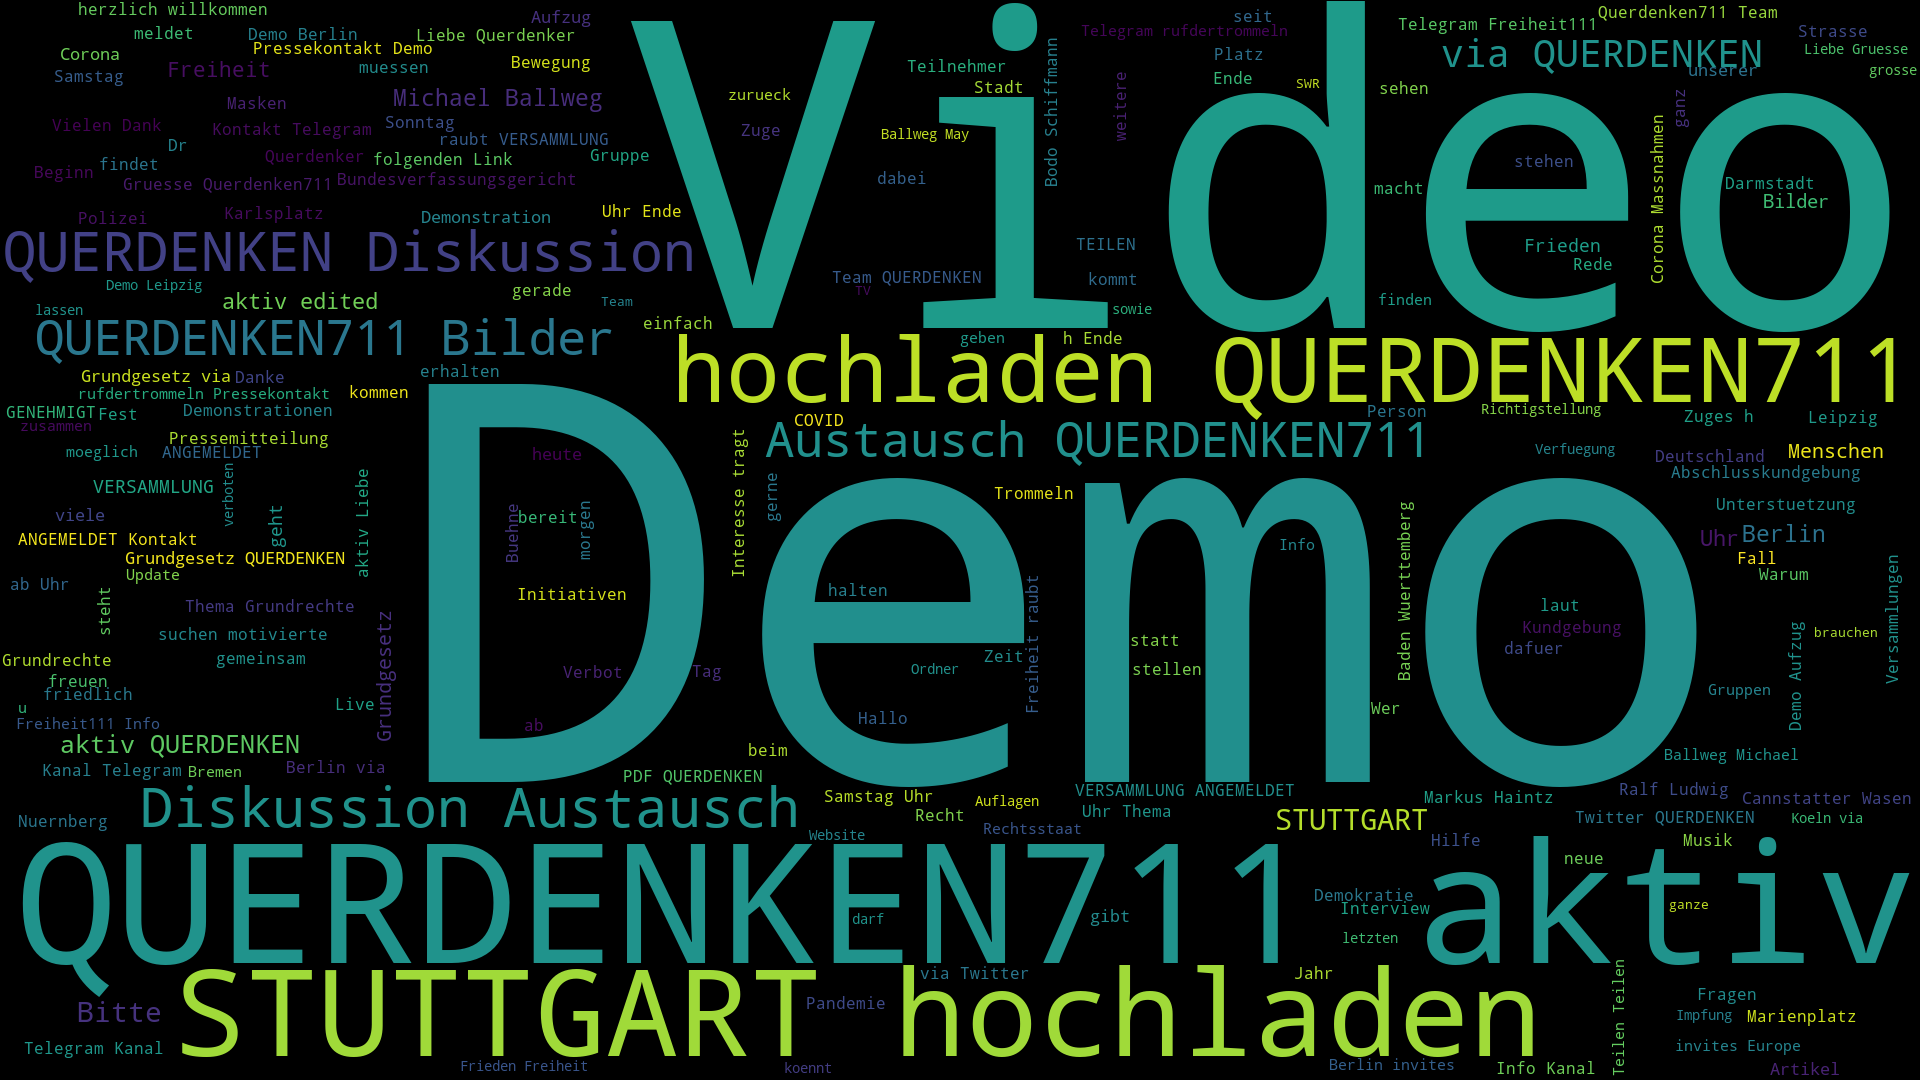 herzlich willkommen
meldet
Aufzug
Demo Berlin
Liebe Querdenker
Corona
Pressekontakt Demo
Samstag
Freiheit
muessen
Bewegung
Masken
Michael Ballweg
Vielen Dank
Kontakt Telegram
Sonntag
raubt VERSAMMLUNG
Dr
findet
Querdenker
folgenden Link
Gruppe
Beginn
Gruesse Querdenken711
Bundesverfassungsgericht
Polizei
Karlsplatz
Demonstration
Uhr Ende
QUERDENKEN Diskussion
Demo Leipzig
aktiv edited
gerade
Team
lassen
einfach
QUERDENKEN711 Bilder
Video
Teilnehmer
Stadt
zurueck
Zuge
Ballweg May
dabei
Bodo Schiffmann
Telegram rufdertrommeln
seit
Platz
Ende
SWR
weitere
Telegram Freiheit111
Querdenken711 Team
Strasse
via QUERDENKEN
Liebe Gruesse
unserer
grosse
sehen
ganz
stehen
macht
Corona Massnahmen
Darmstadt
Bilder
TEILEN
Frieden
Rede
Team QUERDENKEN
TV
kommt
finden
sowie
geben
h Ende
hochladen QUERDENKEN711
erhalten
Grundgesetz via
Danke
rufdertrommeln Pressekontakt
kommen
GENEHMIGT
Fest
Demonstrationen
zusammen
Pressemitteilung
moeglich
ANGEMELDET
VERSAMMLUNG
verboten
viele
geht
aktiv Liebe
ANGEMELDET Kontakt
Grundgesetz QUERDENKEN
Update
ab Uhr
steht
Thema Grundrechte
suchen motivierte
Grundrechte
gemeinsam
freuen
friedlich
Grundgesetz
u
Live
Freiheit111 Info
aktiv QUERDENKEN
Kanal Telegram
Bremen
Berlin via
Demo
COVID
Austausch QUERDENKEN711
Person
Richtigstellung
Zuges h
Leipzig
heute
Interesse tragt
gerne
Trommeln
Verfuegung
Deutschland
Menschen
Abschlusskundgebung
Buehne
bereit
morgen
Baden Wuerttemberg
Unterstuetzung
Info
Uhr
Berlin
Fall
Warum
Versammlungen
Initiativen
halten
Freiheit raubt
laut
Kundgebung
dafuer
statt
stellen
Demo Aufzug
brauchen
Verbot
Tag
Ordner
Zeit
Gruppen
ab
Hallo
Wer
beim
Ballweg Michael
PDF QUERDENKEN
Nuernberg
Diskussion Austausch
Samstag Uhr
Auflagen
Recht
Website
Rechtsstaat
VERSAMMLUNG ANGEMELDET
Uhr Thema
STUTTGART
Markus Haintz
Ralf Ludwig
Cannstatter Wasen
Twitter QUERDENKEN
Koeln via
Hilfe
Musik
neue
QUERDENKEN711 aktiv
darf
gibt
Demokratie
Interview
letzten
ganze
STUTTGART hochladen
via Twitter
Jahr
Bitte
Pandemie
Teilen Teilen
Fragen
Impfung
Marienplatz
Telegram Kanal
invites Europe
Frieden Freiheit
koennt
Berlin invites
Info Kanal
Artikel